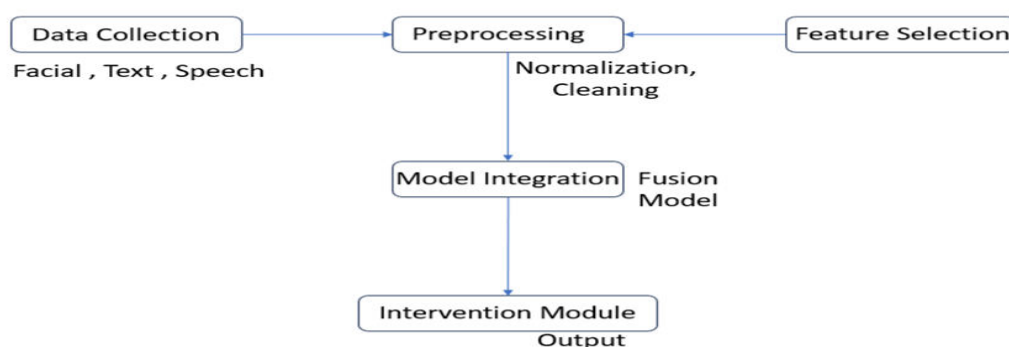 Data Collection
Preprocessing
Feature Selection
Facial , Text , Speech
Normalization,
Cleaning
Model Integration
Fusion
Model
Intervention Module
Output